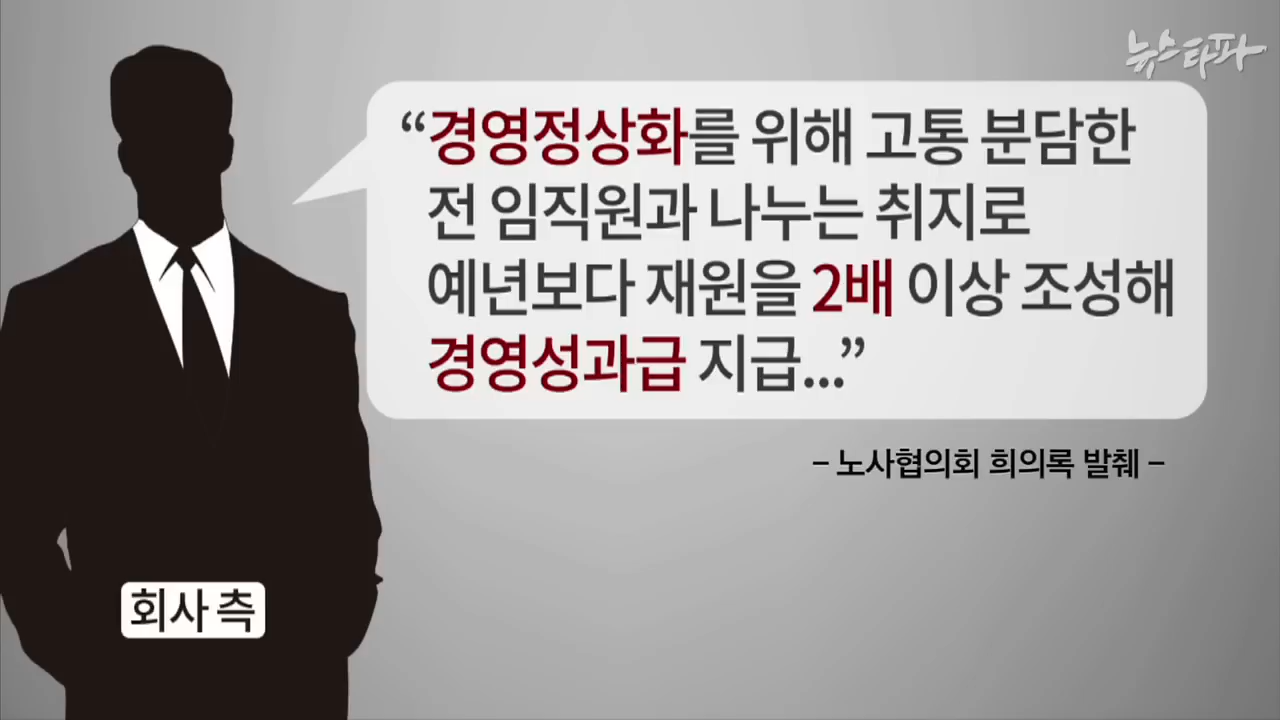 뉴스타파
“경영정상화를 위해 고통 분담한
전 임직원과 나누는 취지로
예년보다 재원을 2배 이상 조성해
경영성과급 지급...”
– 노사협의회 희의록 발췌 –
회사 측